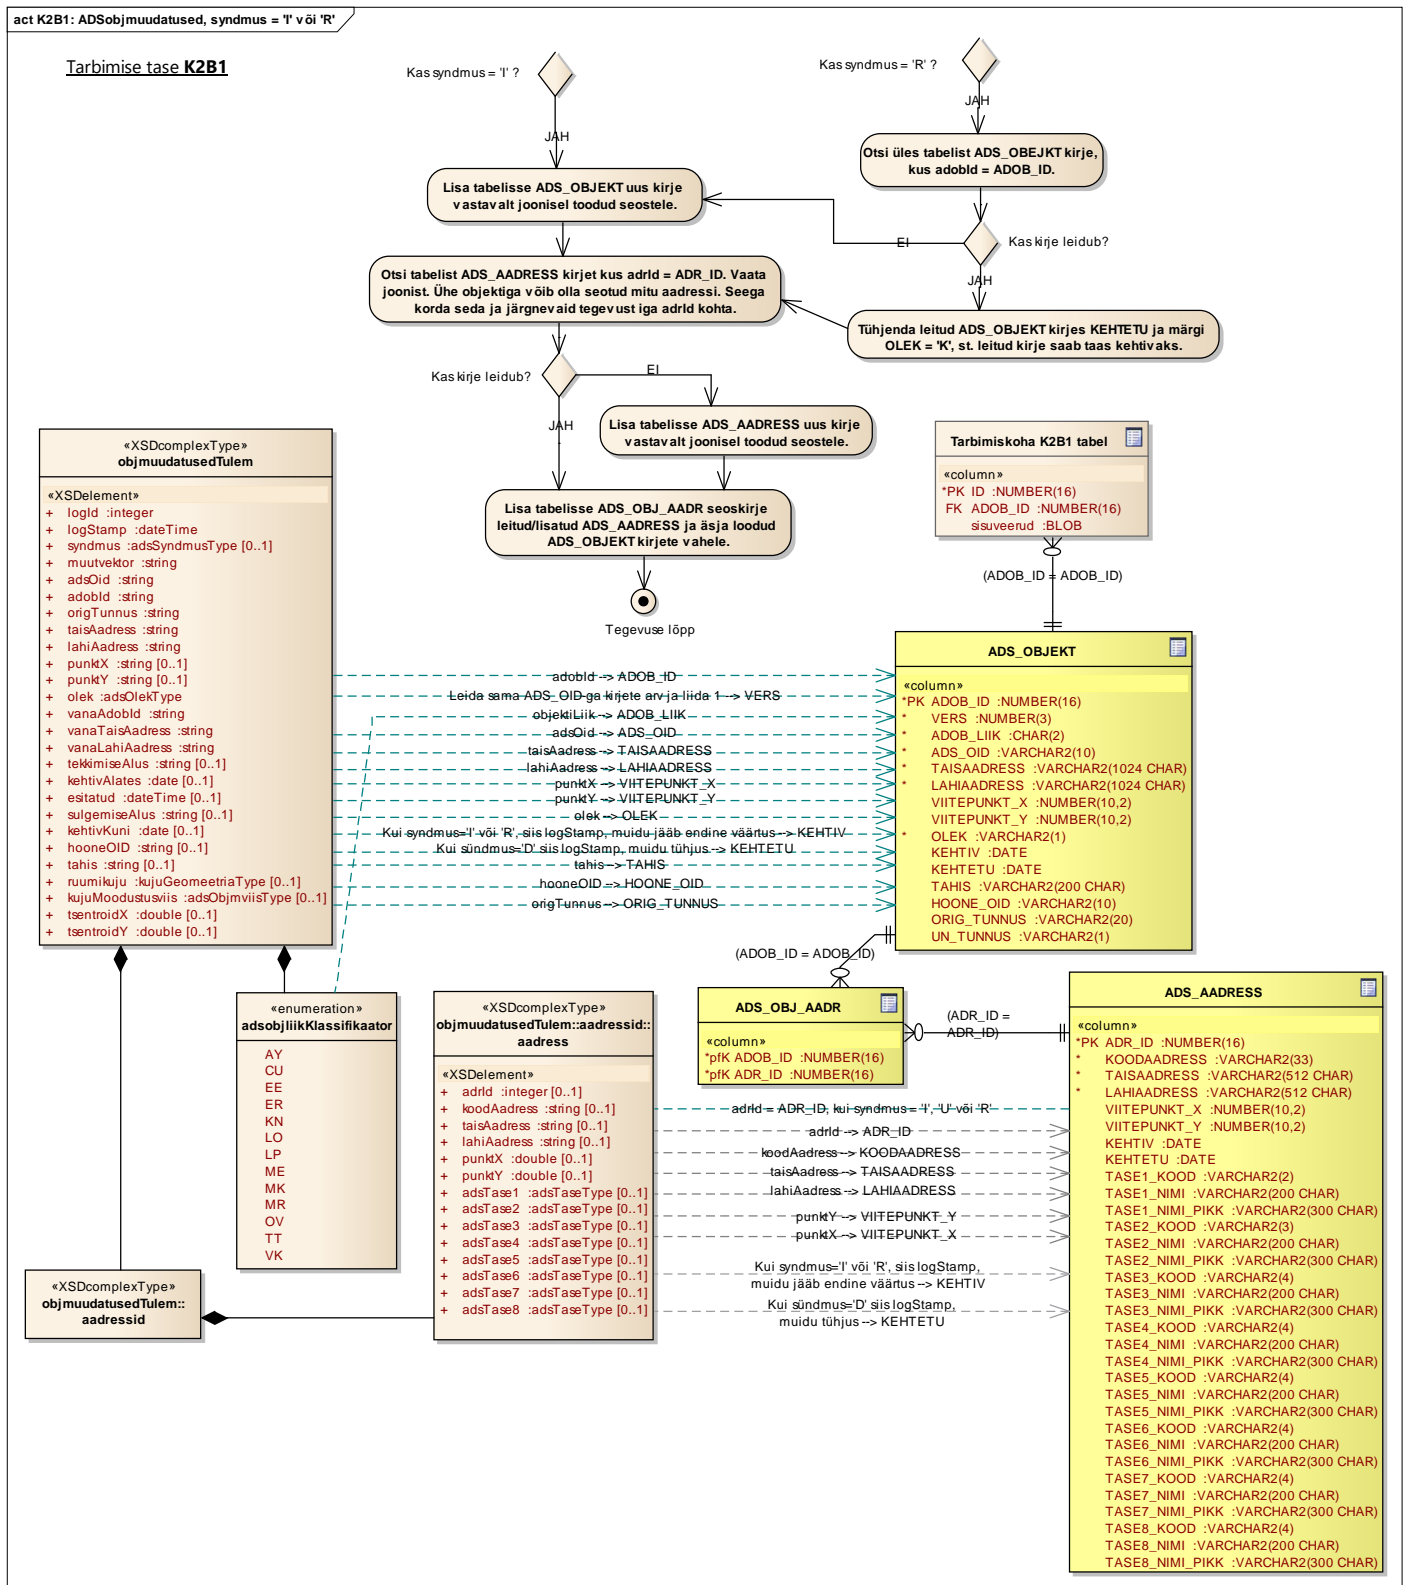 act K2B1: ADSobjmuudatused, syndmus = 'I' või 'R'
Tarbimise tase K2B1
Kas syndmus = 'I' ?
JAH
Kas syndmus = 'R' ?
JAH
Otsi üles tabelist ADS_OBEJKT kirje,
kus adobId = ADOB_ID.
Lisa tabelisse ADS_OBJEKT uus kirje
vastavalt joonisel toodud seostele.
EI
Kas kirje leidub?
JAH
Otsi tabelist ADS_AADRESS kirjet kus adrId = ADR_ID. Vaata
joonist. Ühe objektiga võib olla seotud mitu aadressi. Seega
korda seda ja järgnevaid tegevust iga adrId kohta.
Tühjenda leitud ADS_OBJEKT kirjes KEHTETU ja märgi
OLEK = 'K', st. leitud kirje saab taas kehtivaks.
Kas kirje leidub?
EI
JAH
Lisa tabelisse ADS_AADRESS uus kirje
vastavalt joonisel toodud seostele.
Lisa tabelisse ADS_OBJ_AADR seoskirje
leitud/lisatud ADS_AADRESS ja äsja loodud
ADS_OBJEKT kirjete vahele.
Tegevuse lõpp
«XSDcomplexType»
objmuudatusedTulem
«XSDelement»
+ logId :integer
+ logStamp :dateTime
+ syndmus :adsSyndmusType [0..1]
+ muutvektor :string
+ adsOid :string
+ adobId :string
+ origTunnus :string
+ taisAadress :string
+ lahiAadress :string
+ punktX :string [0..1]
+ punktY :string [0..1]
+ olek :adsOlekType
+ vanaAdobId :string
+ vanaTaisAadress :string
+ vanaLahiAadress :string
+ tekkimiseAlus :string [0..1]
+ kehtivAlates :date [0..1]
+ esitatud :dateTime [0..1]
+ sulgemiseAlus :string [0..1]
+ kehtivKuni :date [0..1]
+ hooneOID :string [0..1]
+ tahis :string [0..1]
+ ruumikuju :kujuGeomeetriaType [0..1]
+ kujuMoodustusviis :adsObjmviisType [0..1]
+ tsentroidX :double [0..1]
+ tsentroidY :double [0..1]
Tarbimiskoha K2B1 tabel
«column»
*PK ID :NUMBER(16)
FK ADOB_ID :NUMBER(16)
sisuveerud :BLOB
(ADOB_ID = ADOB_ID)
adobId --> ADOB_ID
Leida sama ADS_OID-ga kirjete arv ja liida 1 --> VERS
objektiLiik --> ADOB_LIIK
adsOid --> ADS_OID
taisAadress --> TAISAADRESS
lahiAadress --> LAHIAADRESS
punktX --> VIITEPUNKT_X
punktY --> VIITEPUNKT_Y
olek --> OLEK
Kui syndmus='I' või 'R', siis logStamp, muidu jääb endine väärtus --> KEHTIV
Kui sündmus='D' siis logStamp, muidu tühjus --> KEHTETU
tahis --> TAHIS
hooneOID --> HOONE_OID
origTunnus --> ORIG_TUNNUS
ADS_OBJEKT
«column»
*PK ADOB_ID :NUMBER(16)
* VERS :NUMBER(3)
* ADOB_LIIK :CHAR(2)
* ADS_OID :VARCHAR2(10)
* TAISAADRESS :VARCHAR2(1024 CHAR)
* LAHIAADRESS :VARCHAR2(1024 CHAR)
VIITEPUNKT_X :NUMBER(10,2)
VIITEPUNKT_Y :NUMBER(10,2)
* OLEK :VARCHAR2(1)
KEHTIV :DATE
KEHTETU :DATE
TAHIS :VARCHAR2(200 CHAR)
HOONE_OID :VARCHAR2(10)
ORIG_TUNNUS :VARCHAR2(20)
UN_TUNNUS :VARCHAR2(1)
(ADOB_ID = ADOB_ID)
«enumeration»
adsobjliikKlassifikaator
AY
CU
EE
ER
KN
LO
LP
ME
MK
MR
OV
TT
VK
«XSDcomplexType»
objmuudatusedTulem::
aadressid
«XSDcomplexType»
objmuudatusedTulem::aadressid::
aadress
«XSDelement»
+ adrId :integer [0..1]
+ koodAadress :string [0..1]
+ taisAadress :string [0..1]
+ lahiAadress :string [0..1]
+ punktX :double [0..1]
+ punktY :double [0..1]
+ adsTase1 :adsTaseType [0..1]
+ adsTase2 :adsTaseType [0..1]
+ adsTase3 :adsTaseType [0..1]
+ adsTase4 :adsTaseType [0..1]
+ adsTase5 :adsTaseType [0..1]
+ adsTase6 :adsTaseType [0..1]
+ adsTase7 :adsTaseType [0..1]
+ adsTase8 :adsTaseType [0..1]
ADS_OBJ_AADR
«column»
*pfK ADOB_ID :NUMBER(16)
*pfK ADR_ID :NUMBER(16)
(ADR_ID =
ADR_ID)
adrId = ADR_ID, kui syndmus = 'I', 'U' või 'R'
adrId --> ADR_ID
koodAadress --> KOODAADRESS
taisAadress --> TAISAADRESS
lahiAadress --> LAHIAADRESS
punktY --> VIITEPUNKT_Y
punktX --> VIITEPUNKT_X
Kui syndmus='I' või 'R', siis logStamp,
muidu jääb endine väärtus --> KEHTIV
Kui sündmus='D' siis logStamp,
muidu tühjus --> KEHTETU
ADS_AADRESS
«column»
*PK ADR_ID :NUMBER(16)
* KOODAADRESS :VARCHAR2(33)
* TAISAADRESS :VARCHAR2(512 CHAR)
* LAHIAADRESS :VARCHAR2(512 CHAR)
VIITEPUNKT_X :NUMBER(10,2)
VIITEPUNKT_Y :NUMBER(10,2)
KEHTIV :DATE
KEHTETU :DATE
TASE1_KOOD :VARCHAR2(2)
TASE1_NIMI :VARCHAR2(200 CHAR)
TASE1_NIMI_PIKK :VARCHAR2(300 CHAR)
TASE2_KOOD :VARCHAR2(3)
TASE2_NIMI :VARCHAR2(200 CHAR)
TASE2_NIMI_PIKK :VARCHAR2(300 CHAR)
TASE3_KOOD :VARCHAR2(4)
TASE3_NIMI :VARCHAR2(200 CHAR)
TASE3_NIMI_PIKK :VARCHAR2(300 CHAR)
TASE4_KOOD :VARCHAR2(4)
TASE4_NIMI :VARCHAR2(200 CHAR)
TASE4_NIMI_PIKK :VARCHAR2(300 CHAR)
TASE5_KOOD :VARCHAR2(4)
TASE5_NIMI :VARCHAR2(200 CHAR)
TASE5_NIMI_PIKK :VARCHAR2(300 CHAR)
TASE6_KOOD :VARCHAR2(4)
TASE6_NIMI :VARCHAR2(200 CHAR)
TASE6_NIMI_PIKK :VARCHAR2(300 CHAR)
TASE7_KOOD :VARCHAR2(4)
TASE7_NIMI :VARCHAR2(200 CHAR)
TASE7_NIMI_PIKK :VARCHAR2(300 CHAR)
TASE8_KOOD :VARCHAR2(4)
TASE8_NIMI :VARCHAR2(200 CHAR)
TASE8_NIMI_PIKK :VARCHAR2(300 CHAR)